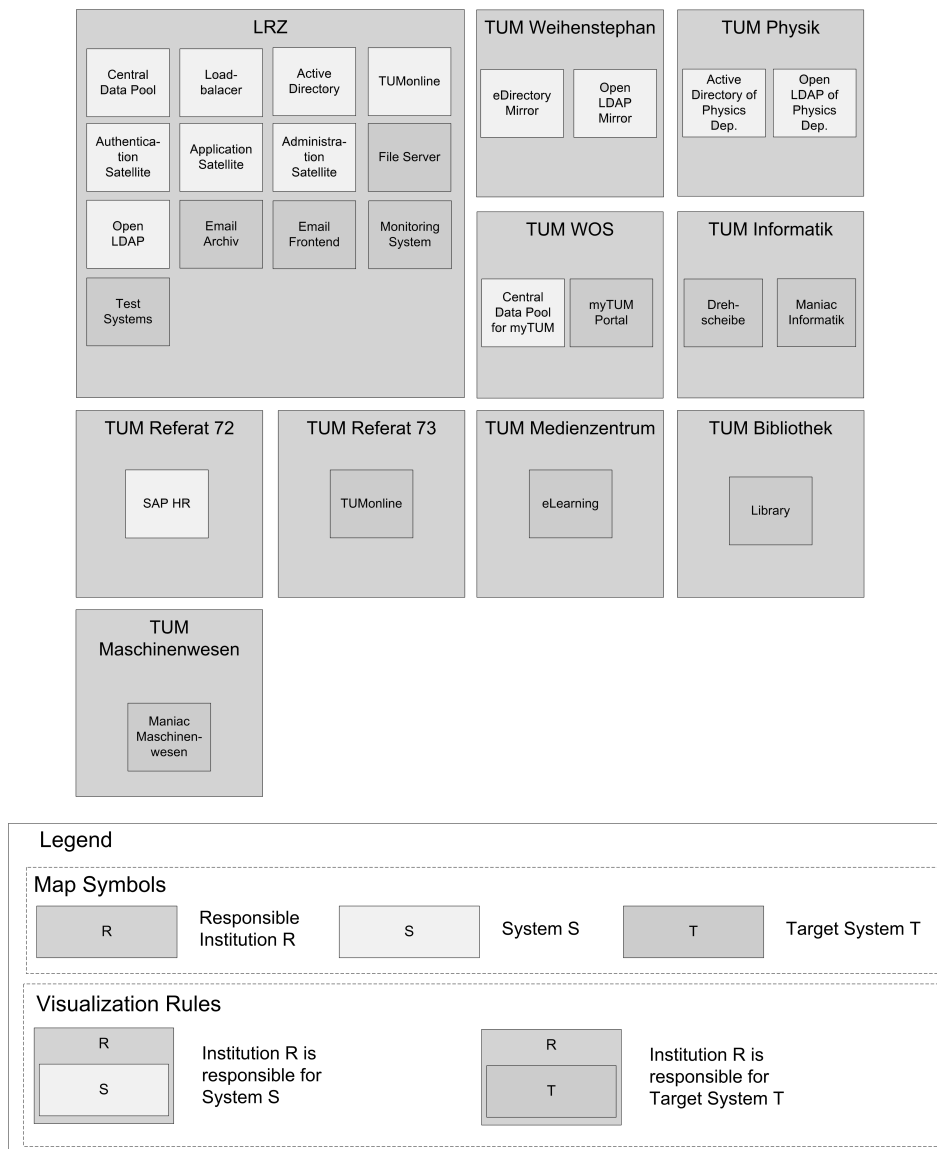 LRZ
Central
Data Pool
Load-
balacer
Active
Directory
TUMonline
Authentica-
tion
Satellite
Application
Satellite
Administra-
tion
Satellite
File Server
Open
LDAP
Email
Archiv
Email
Frontend
Monitoring
System
Test
Systems
TUM Weihenstephan
eDirectory
Mirror
Open
LDAP
Mirror
TUM Physik
Active
Directory of
Physics
Dep.
Open
LDAP of
Physics
Dep.
TUM WOS
Central
Data Pool
for myTUM
myTUM
Portal
TUM Informatik
Dreh-
scheibe
Maniac
Informatik
TUM Referat 72
SAP HR
TUM Referat 73
TUMonline
TUM Medienzentrum
eLearning
TUM Bibliothek
Library
TUM
Maschinenwesen
Maniac
Maschinen-
wesen
Legend
Map Symbols
R
Responsible
Institution R
S
System S
T
Target System T
Visualization Rules
R
S
Institution R is
responsible for
System S
R
T
Institution R is
responsible for
Target System T